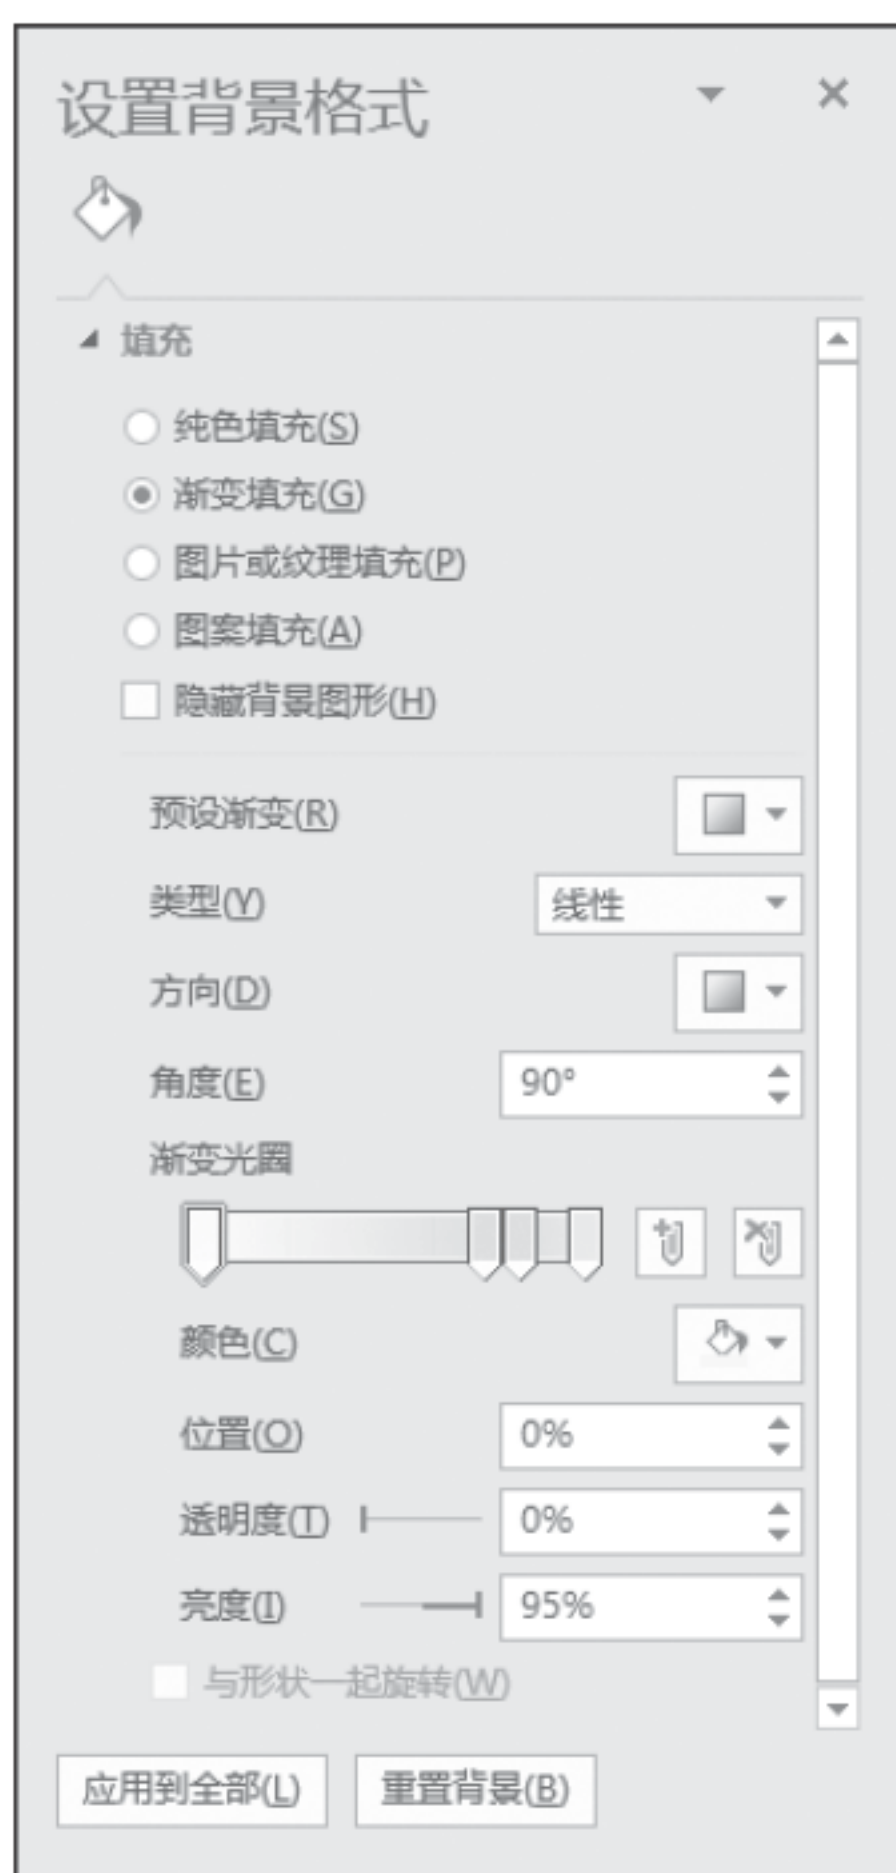 设置背景格式
填充
纯色填充(S)
渐变填充(G)
图片或纹理填充(P)
图案填充(A)
隐藏背景图形(H)
预设渐变(R)
类型(Y) 线性
方向(D)
角度(E) 90°
渐变光圈
颜色(C)
位置(O) 0%
透明度(T) 0%
亮度(I) 95%
与形状一起旋转(W)
应用到全部(L) 重置背景(B)